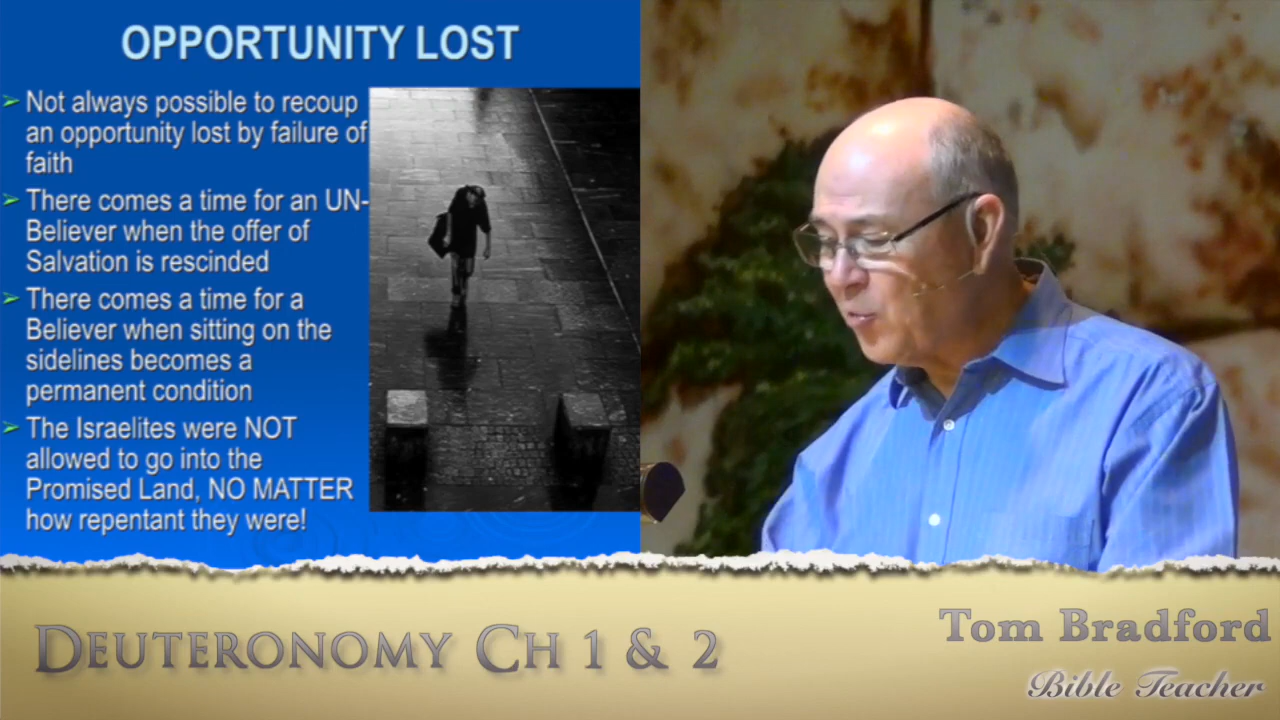 OPPORTUNITY LOST
➢ Not always possible to recoup
an opportunity lost by failure of
faith
➢ There comes a time for an UN-
Believer when the offer of
Salvation is rescinded
➢ There comes a time for a
Believer when sitting on the
sidelines becomes a
permanent condition
➢ The Israelites were NOT
allowed to go into the
Promised Land, NO MATTER
how repentant they were!
DEUTERONOMY CH 1 & 2
Tom Bradford
Bible Teacher